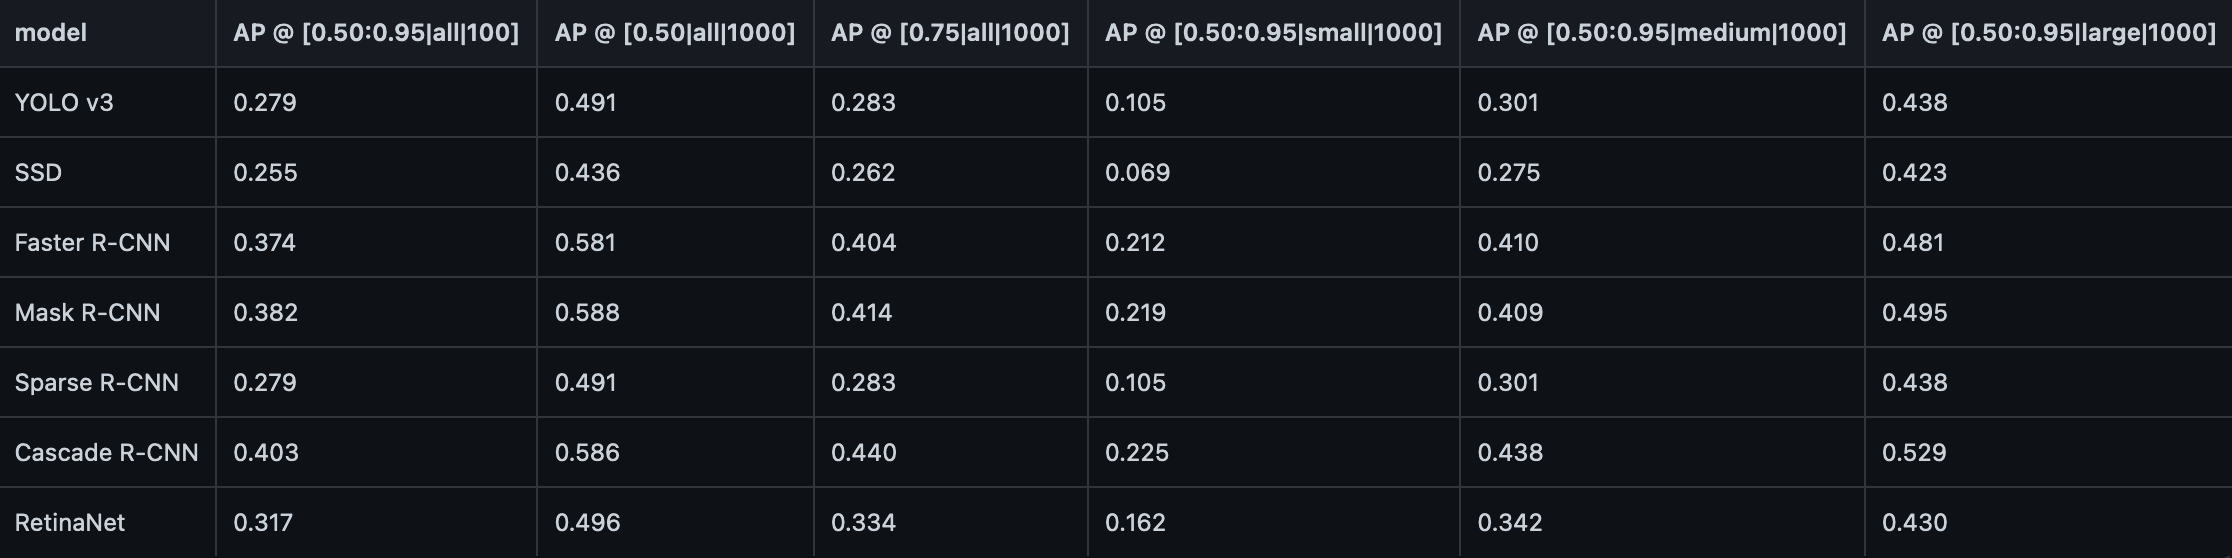 model AP @ [0.50:0.95|all|100] AP @ [0.50|all|1000] AP @ [0.75|all|1000] AP @ [0.50:0.95|small|1000] AP @ [0.50:0.95|medium|1000] AP @ [0.50:0.95|large|1000]
YOLO v3 0.279 0.491 0.283 0.105 0.301 0.438
SSD 0.255 0.436 0.262 0.069 0.275 0.423
Faster R-CNN 0.374 0.581 0.404 0.212 0.410 0.481
Mask R-CNN 0.382 0.588 0.414 0.219 0.409 0.495
Sparse R-CNN 0.279 0.491 0.283 0.105 0.301 0.438
Cascade R-CNN 0.403 0.586 0.440 0.225 0.438 0.529
RetinaNet 0.317 0.496 0.334 0.162 0.342 0.430